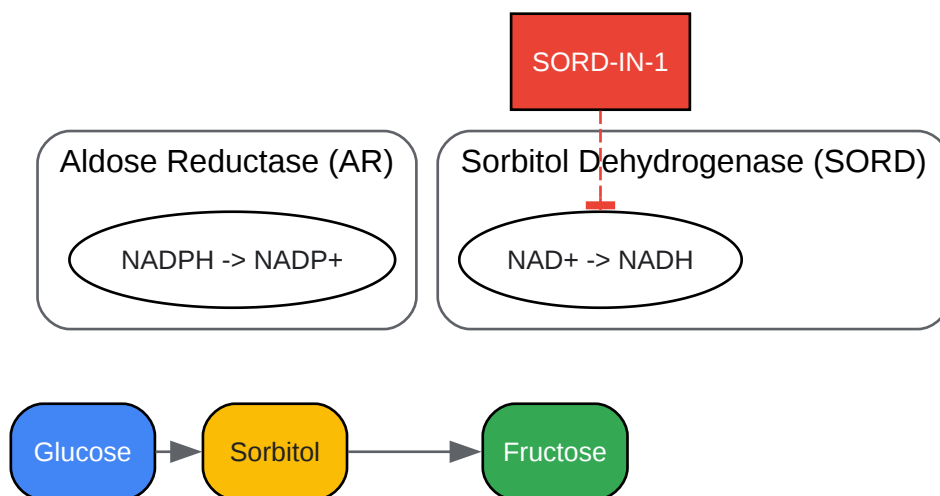 SORD-IN-1
Aldose Reductase (AR)
Sorbitol Dehydrogenase (SORD)
NADPH -> NADP+
NAD+ -> NADH
Glucose
Sorbitol
Fructose